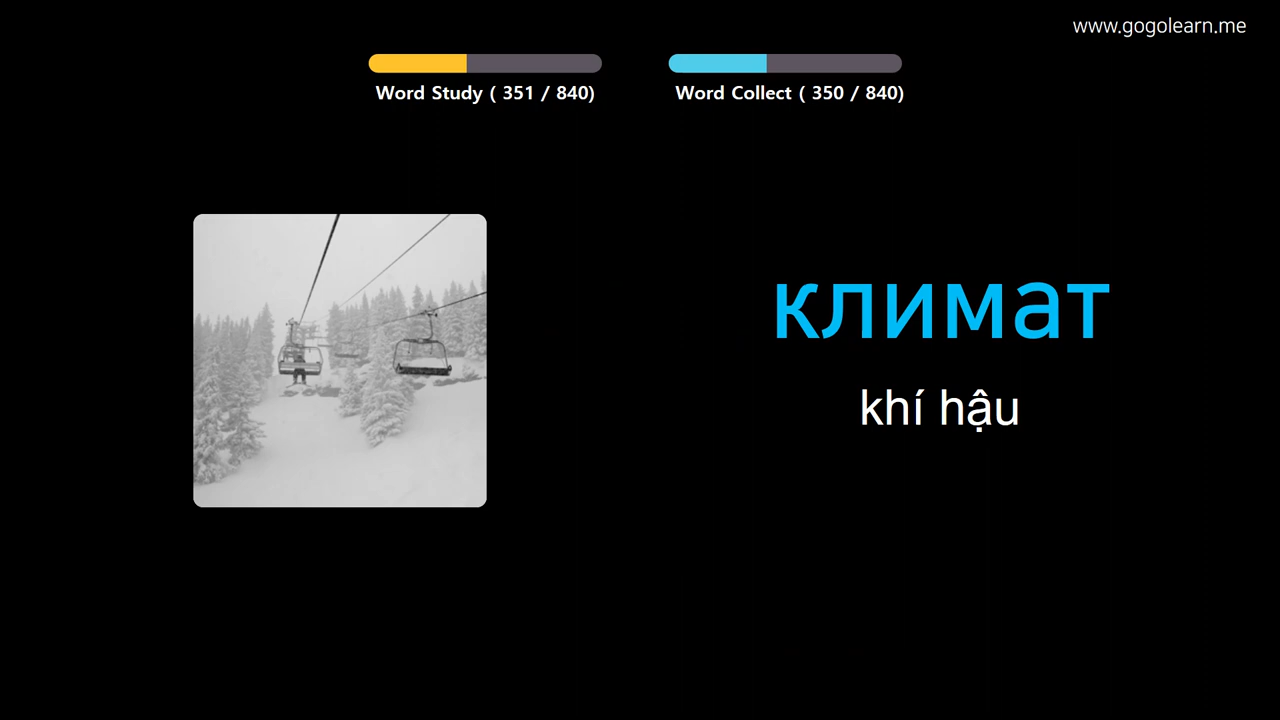 www.gogolearn.me
Word Study ( 351 / 840)
Word Collect ( 350 / 840)
климат
khí hậu